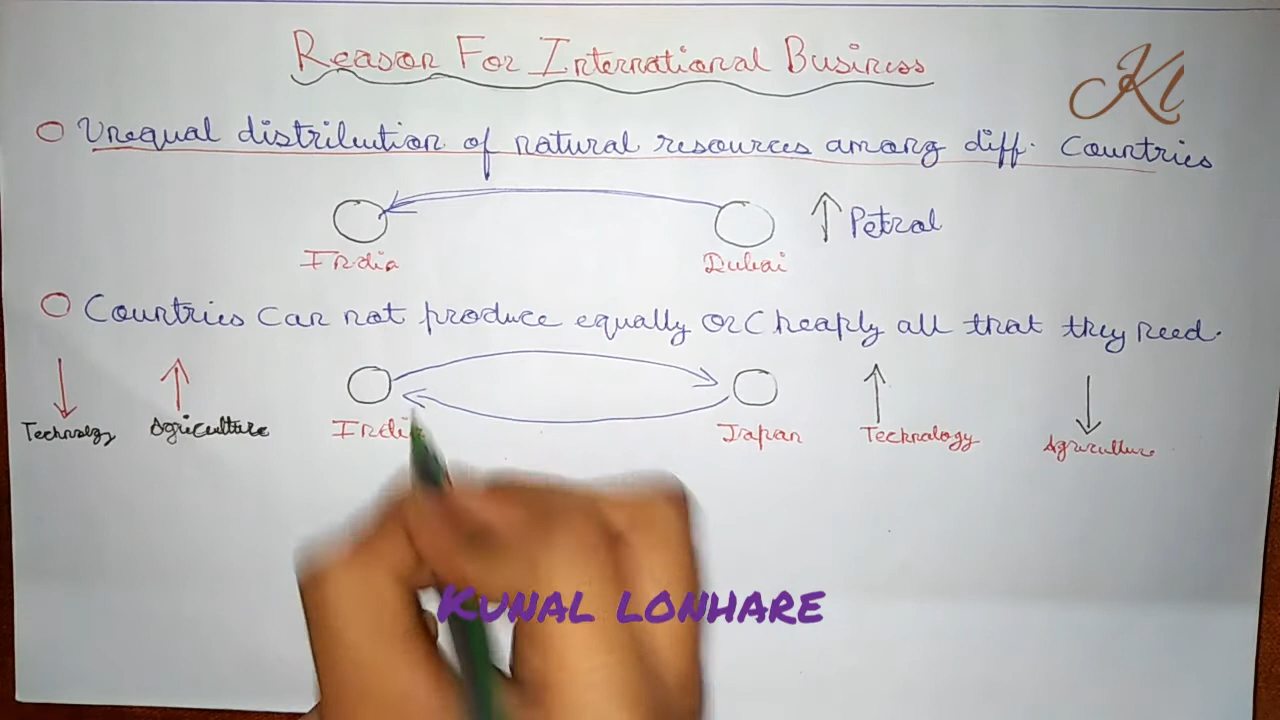 Reason For International Business
Kl
Unequal distribution of natural resources among diff. Countries
Petrol
India Dubai
Countries can not produce equally or cheaply all that they need.
Technology Agriculture India Japan Technology Agriculture
KUNAL LONHARE